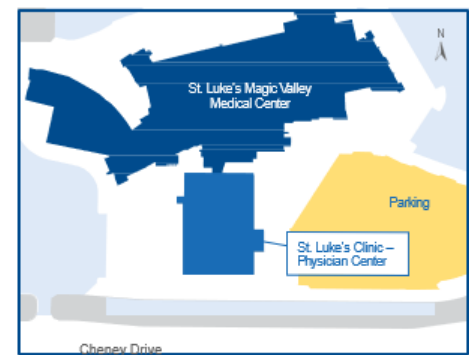 N
St. Luke's Magic Valley
Medical Center
Parking
St. Luke's Clinic –
Physician Center
Cheney Drive